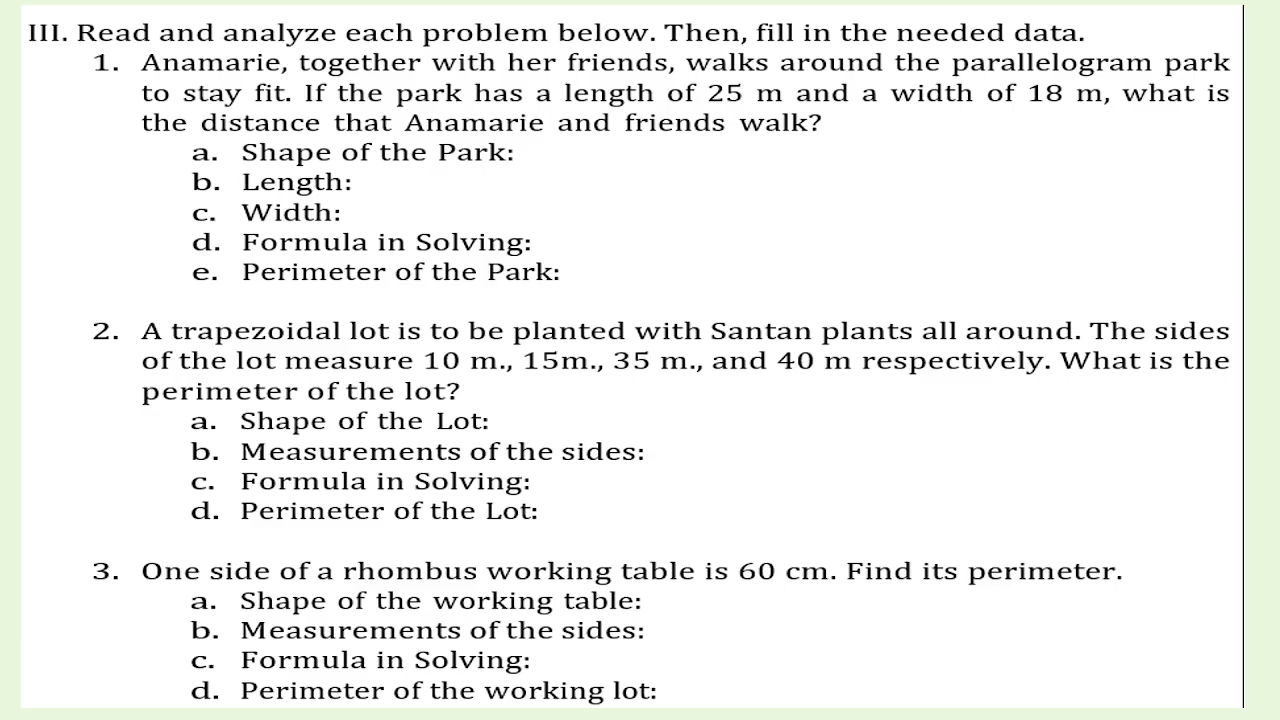 III. Read and analyze each problem below. Then, fill in the needed data.
1. Anamarie, together with her friends, walks around the parallelogram park
to stay fit. If the park has a length of 25 m and a width of 18 m, what is
the distance that Anamarie and friends walk?
a. Shape of the Park:
b. Length:
c. Width:
d. Formula in Solving:
e. Perimeter of the Park:
2. A trapezoidal lot is to be planted with Santan plants all around. The sides
of the lot measure 10 m., 15m., 35 m., and 40 m respectively. What is the
perimeter of the lot?
a. Shape of the Lot:
b. Measurements of the sides:
c. Formula in Solving:
d. Perimeter of the Lot:
3. One side of a rhombus working table is 60 cm. Find its perimeter.
a. Shape of the working table:
b. Measurements of the sides:
c. Formula in Solving:
d. Perimeter of the working lot: